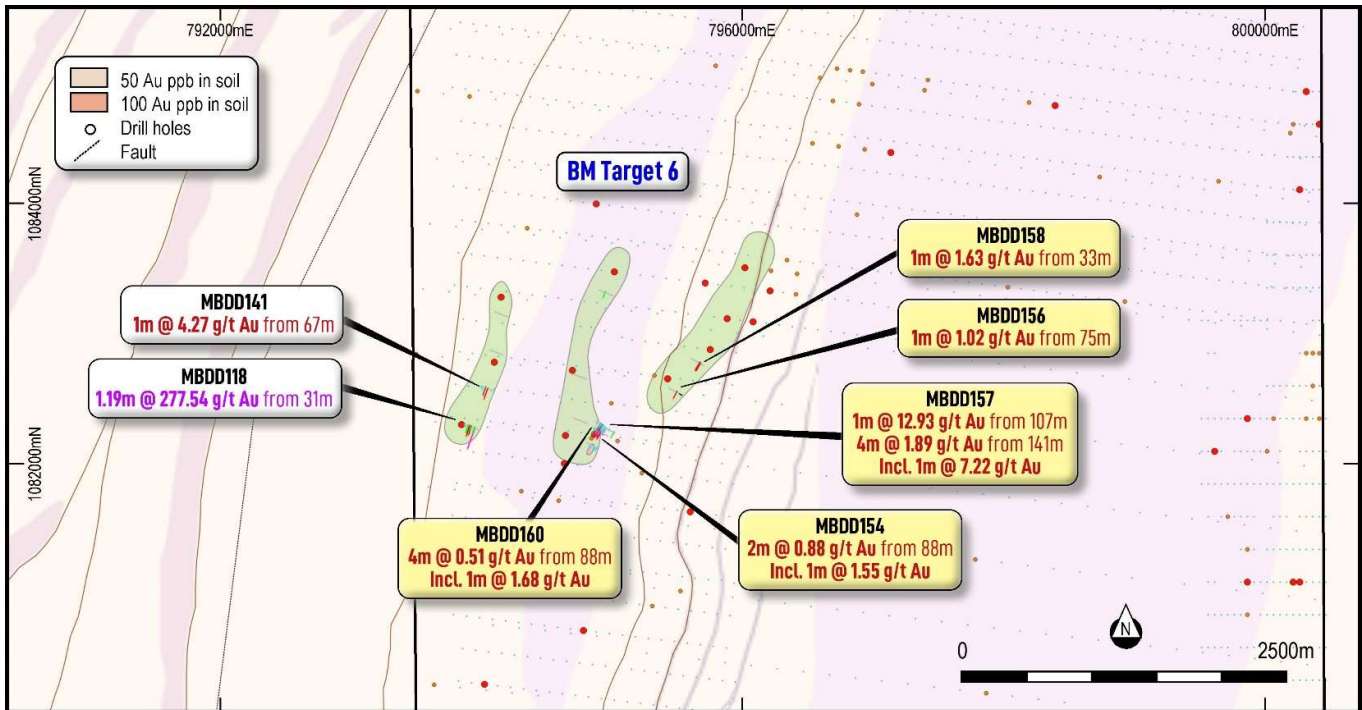 792000mE
796000mE
800000mE
50 Au ppb in soil
100 Au ppb in soil
Drill holes
Fault
BM Target 6
1084000mN
1082000mN
MBDD158
1m @ 1.63 g/t Au from 33m
MBDD141
1m @ 4.27 g/t Au from 67m
MBDD156
1m @ 1.02 g/t Au from 75m
MBDD118
1.19m @ 277.54 g/t Au from 31m
MBDD157
1m @ 12.93 g/t Au from 107m
4m @ 1.89 g/t Au from 141m
Incl. 1m @ 7.22 g/t Au
MBDD160
4m @ 0.51 g/t Au from 88m
Incl. 1m @ 1.68 g/t Au
MBDD154
2m @ 0.88 g/t Au from 88m
Incl. 1m @ 1.55 g/t Au
N
0
2500m